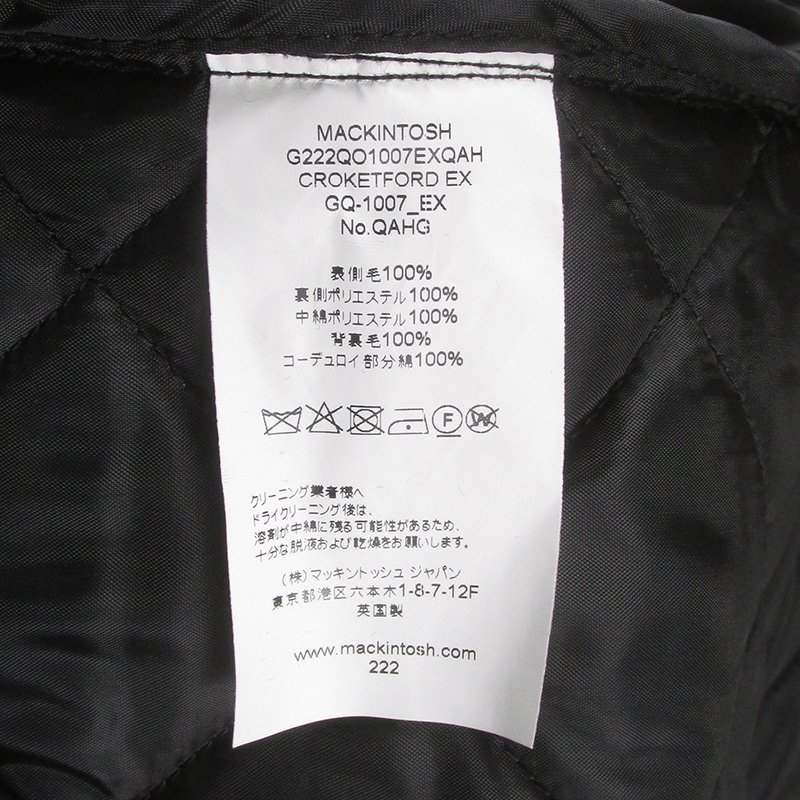 MACKINTOSH
G222QO1007EXQAH
CROKETFORD EX
GQ-1007_EX
No.QAHG
表側毛100%
裏側ポリエステル100%
中綿ポリエステル100%
背裏毛100%
コーデュロイ部分綿100%
F W
クリーニング業者様へ
ドライクリーニング後は、
溶剤が中綿に残る可能性があるため、
十分な脱液および乾燥をお願いします。
(株)マッキントッシュ ジャパン
東京都港区六本木1-8-7-12F
英国製
www.mackintosh.com
222